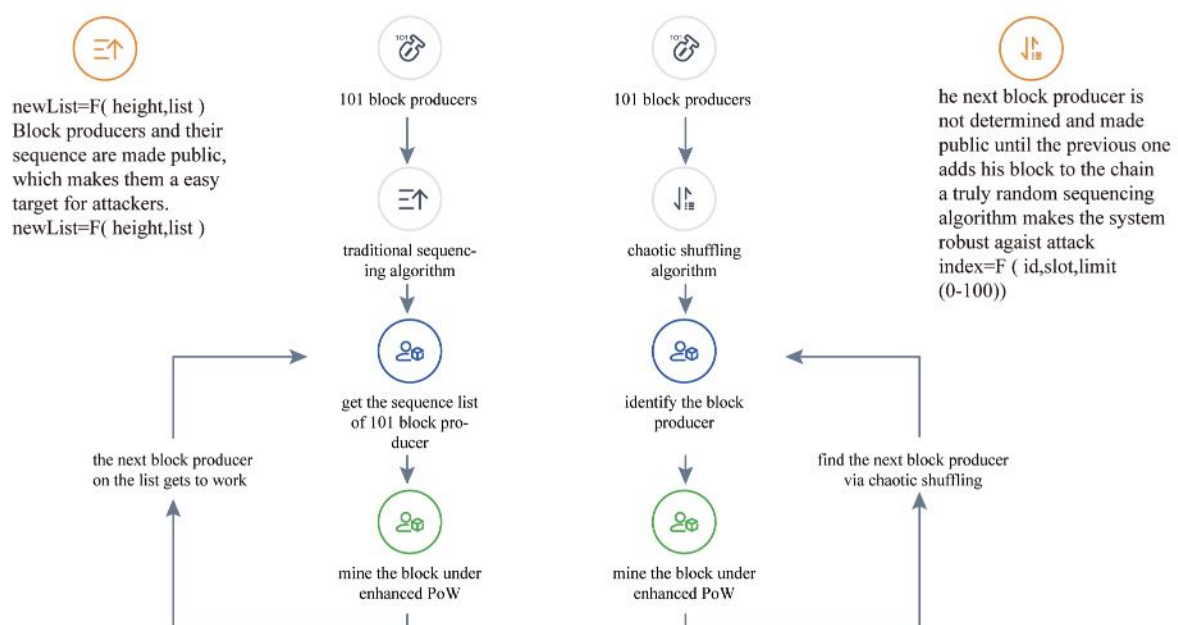 newList=F( height,list )
Block producers and their
sequence are made public,
which makes them a easy
target for attackers.
newList=F( height,list )
101 block producers
traditional sequenc-
ing algorithm
get the sequence list
of 101 block pro-
ducer
the next block producer
on the list gets to work
mine the block under
enhanced PoW
101 block producers
chaotic shuffling
algorithm
identify the block
producer
mine the block under
enhanced PoW
find the next block producer
via chaotic shuffling
he next block producer is
not determined and made
public until the previous one
adds his block to the chain
a truly random sequencing
algorithm makes the system
robust agaist attack
index=F ( id,slot,limit
(0-100))